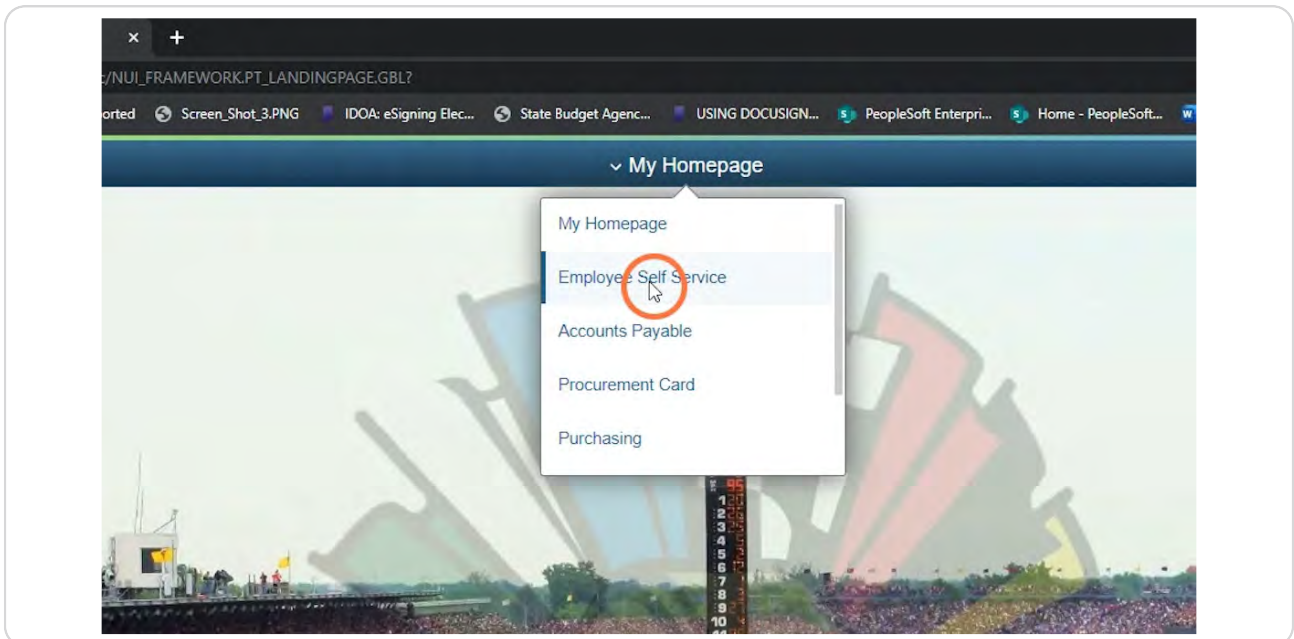 × +
:/NUI_FRAMEWORK.PT_LANDINGPAGE.GBL?
orted Screen_Shot_3.PNG IDOA: eSigning Elec... State Budget Agenc... USING DOCUSIGN... S PeopleSoft Enterpri... S Home - PeopleSoft... W
My Homepage
My Homepage
Employee Self Service
Accounts Payable
Procurement Card
Purchasing
95
1
2
3
4
5
6
7
8
9
10